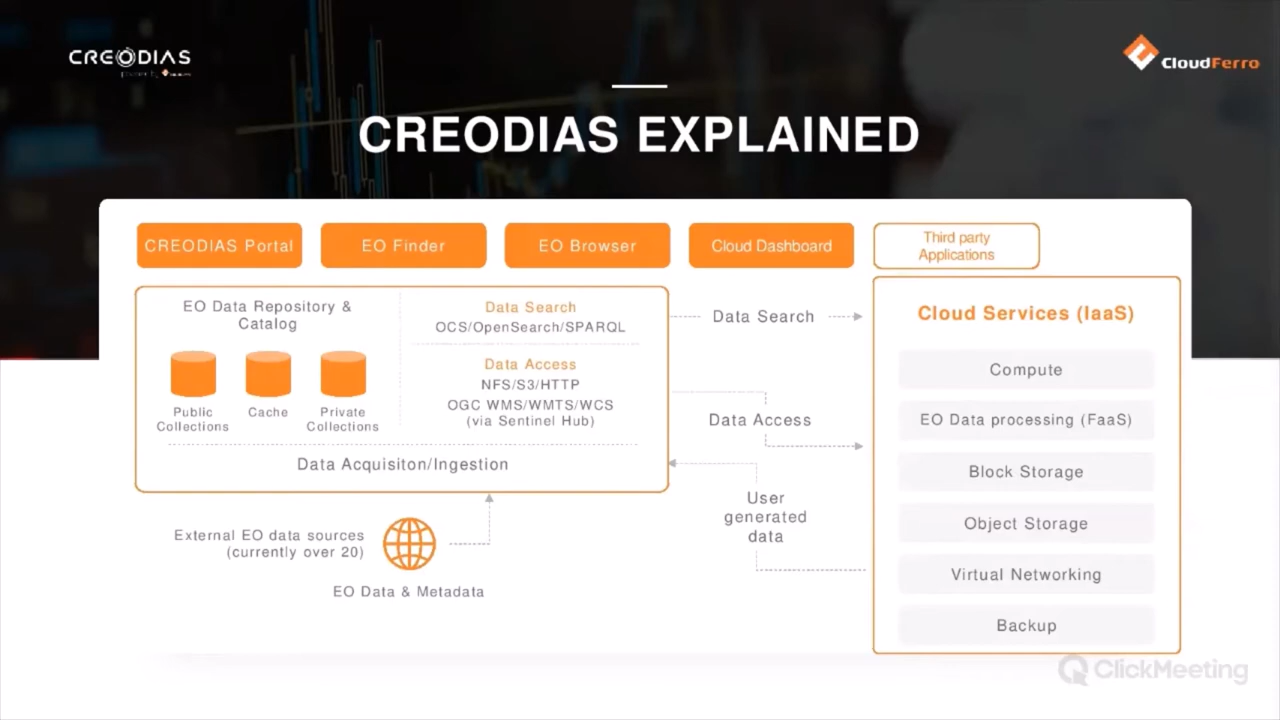 CREODIAS
powered by
CloudFerro
CREODIAS EXPLAINED
CREODIAS Portal
EO Finder
EO Browser
Cloud Dashboard
Third party
Applications
EO Data Repository &
Catalog
Public
Collections
Cache
Private
Collections
Data Search
OCS/OpenSearch/SPARQL
Data Access
NFS/S3/HTTP
OGC WMS/WMTS/WCS
(via Sentinel Hub)
Data Acquisiton/Ingestion
External EO data sources
(currently over 20)
EO Data & Metadata
Data Search
Data Access
User
generated
data
Cloud Services (IaaS)
Compute
EO Data processing (FaaS)
Block Storage
Object Storage
Virtual Networking
Backup
ClickMeeting